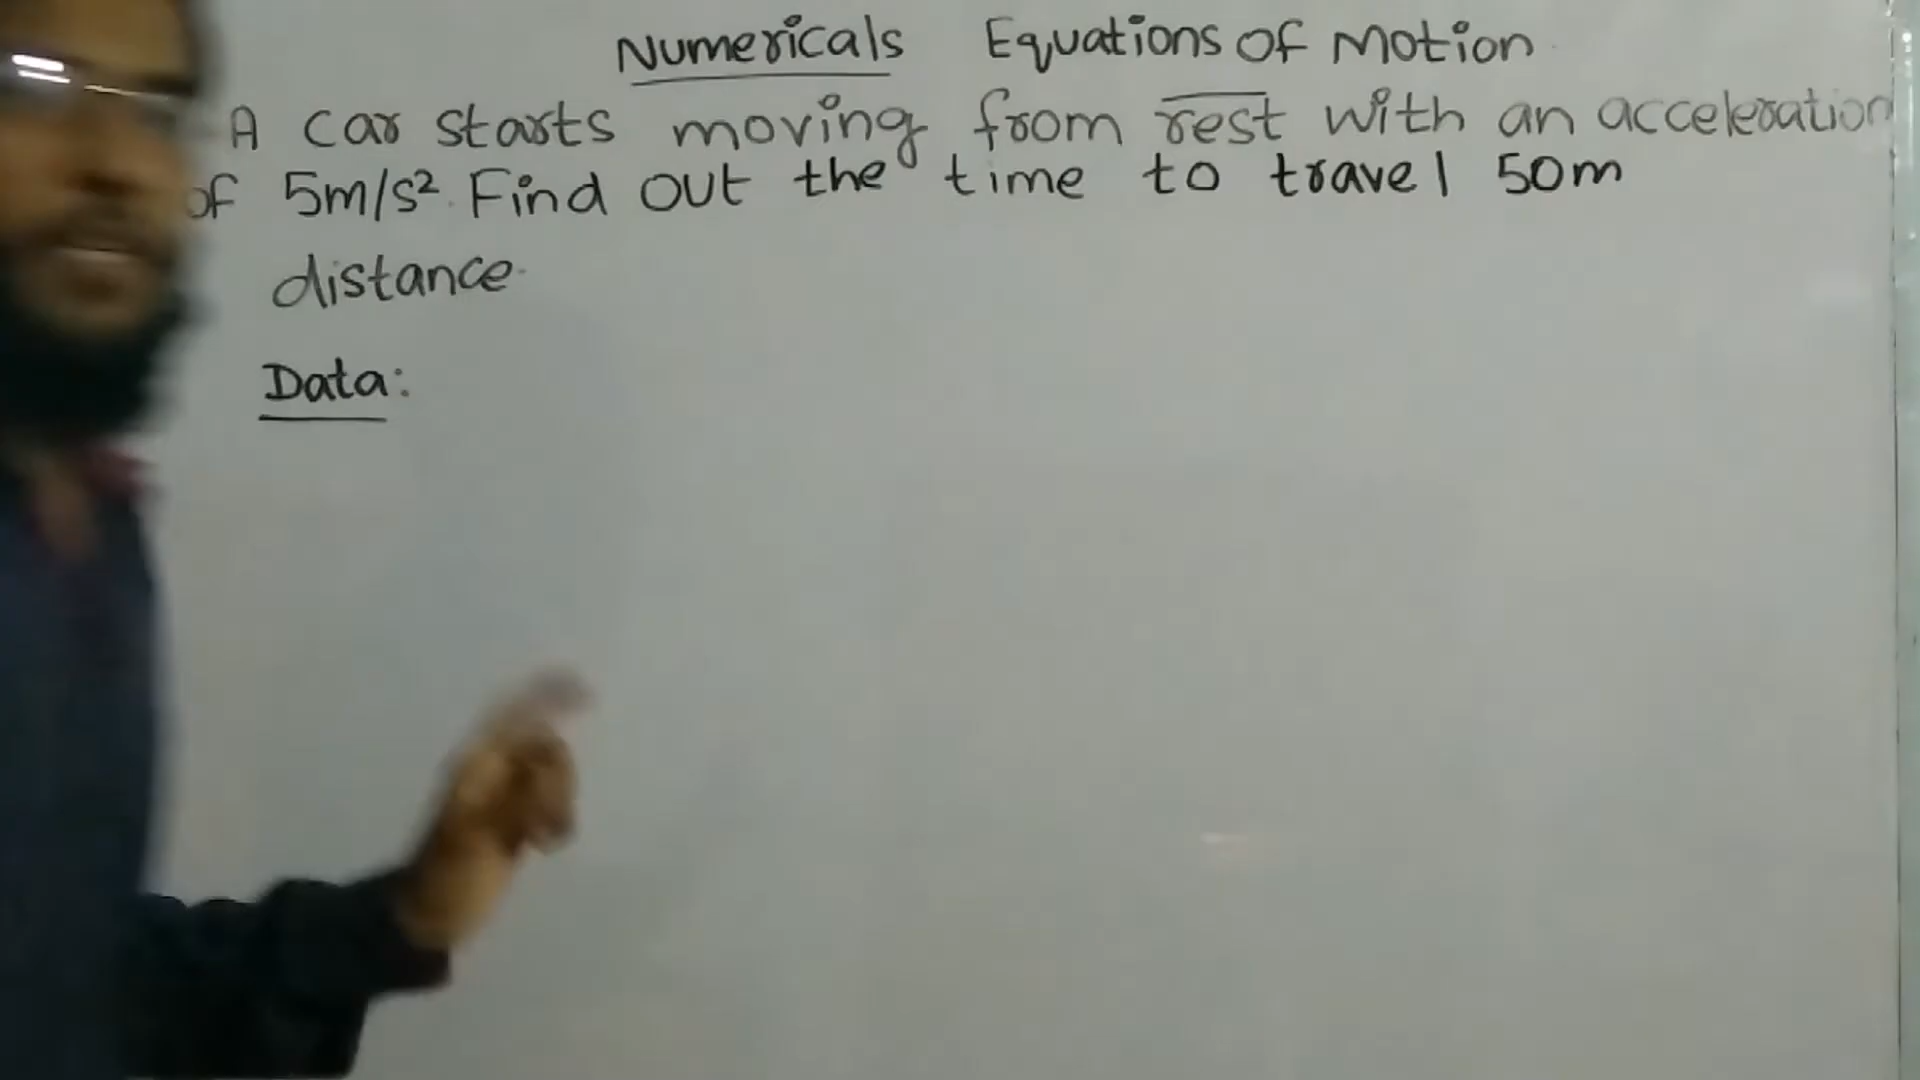 Numericals Equations of Motion
A car starts moving from rest with an acceleration
of 5m/s² Find out the time to travel 50m
distance.
Data: